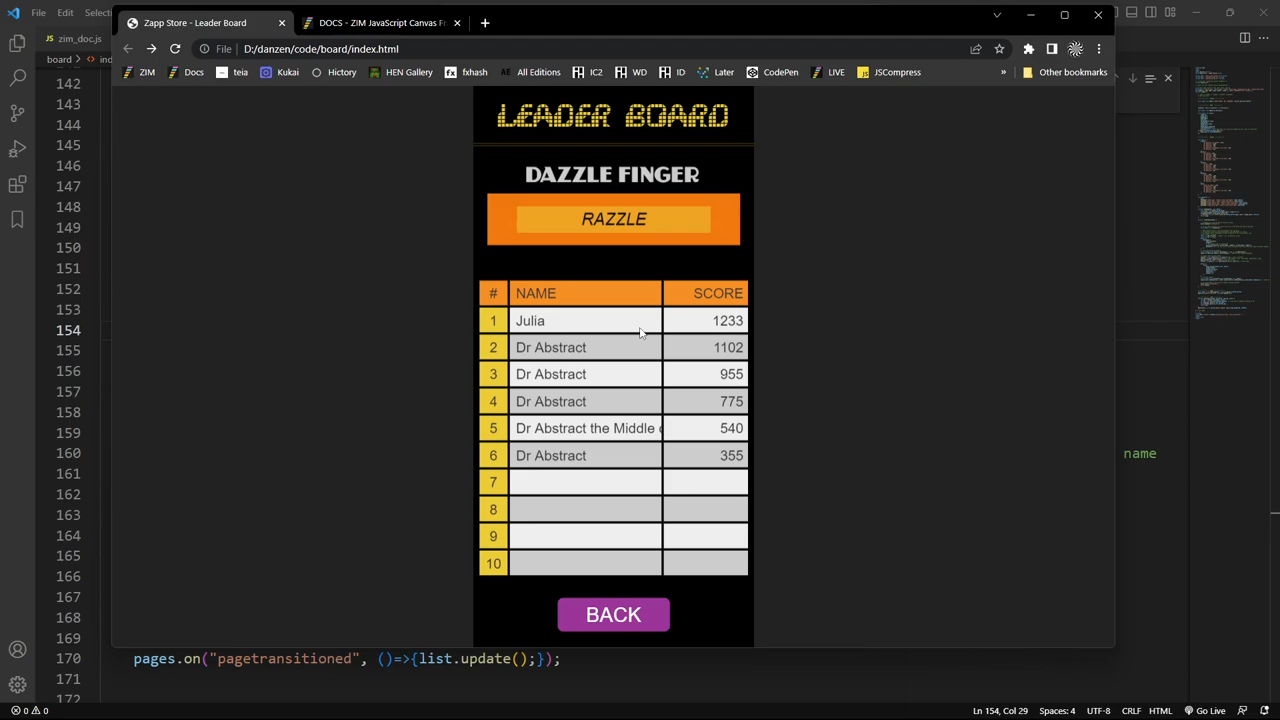 File Edit Selecti
Zapp Store - Leader Board
DOCS - ZIM JavaScript Canvas F
zim_doc.js
File D:/danzen/code/board/index.html
board
ZIM Docs teia Kukai Hictory HEN Gallery fxhash All Editions IC2 WD ID Later CodePen LIVE JSCompress » Other bookmarks
142
143
144
145
146
147
148
149
150
151
152
153
154
155
156
157
158
159
160 name
161
162
163
164
165
166
167
168
169
170 pages.on("pagetransitioned", ()=>{list.update();});
171
172
LEADER BOARD
DAZZLE FINGER
RAZZLE
# NAME SCORE
1 Julia 1233
2 Dr Abstract 1102
3 Dr Abstract 955
4 Dr Abstract 775
5 Dr Abstract the Middle 540
6 Dr Abstract 355
7
8
9
10
BACK
0 0 Ln 154, Col 29 Spaces: 4 UTF-8 CRLF HTML Go Live